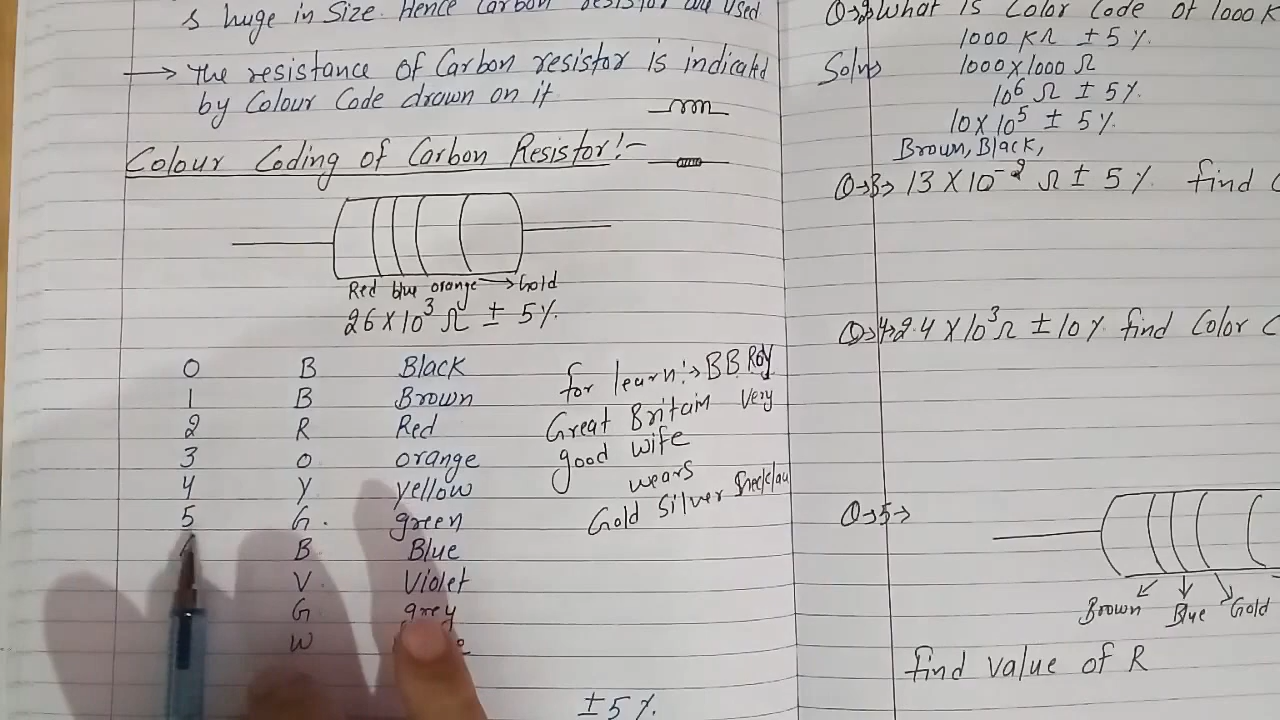 s huge in Size. Hence Carbon resistor are used
→ The resistance of Carbon resistor is indicated
by Colour Code drawn on it
Colour Coding of Carbon Resistor!-
Red blue orange → Gold
26 X 10³ Ω ± 5 %.
0 B Black
1 B Brown
2 R Red
3 O orange
4 Y yellow
5 G. green
B Blue
V Violet
G grey
W
for learn:→ BB Roy
Great Britain very
good wife
wears
Gold Silver
± 5 %.
Q→2 What is Color Code of 1000 K
1000 KΩ ± 5 %.
Soln→ 1000 X 1000 Ω
10⁶ Ω ± 5 %.
10 X 10⁵ ± 5 %.
Brown, Black,
Q→3→ 13 X 10⁻² Ω ± 5 %. find
Q→4→ 2.4 X 10³ Ω ± 10 %. find Color C
Q→5→
Brown Blue Gold
find value of R